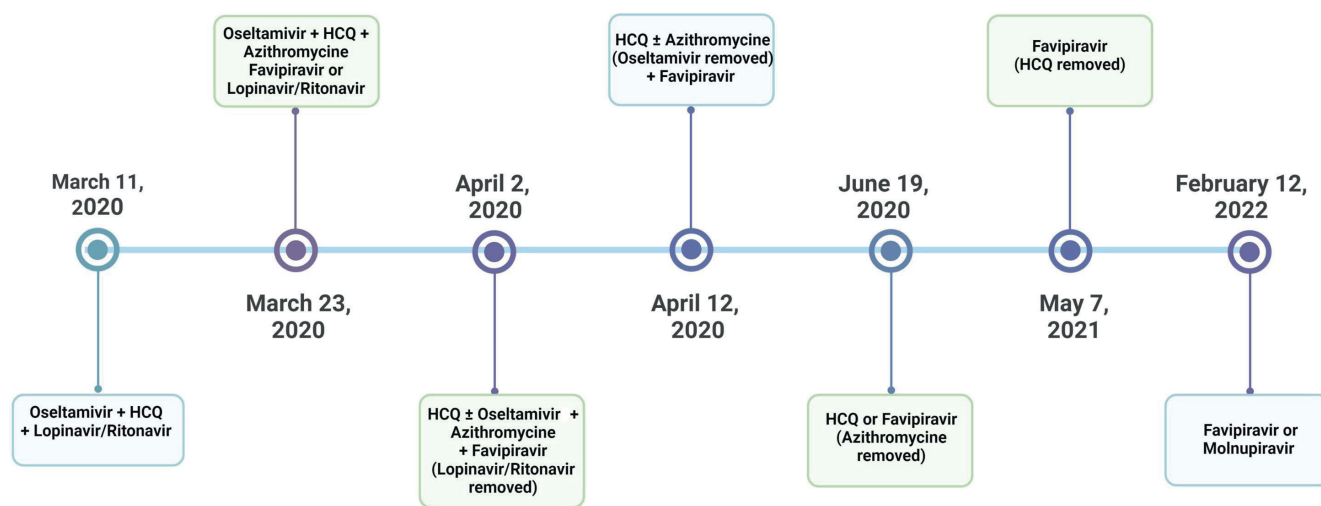 March 11,
2020
Oseltamivir + HCQ
+ Lopinavir/Ritonavir
Oseltamivir + HCQ +
Azithromycine
Favipiravir or
Lopinavir/Ritonavir
March 23,
2020
April 2,
2020
HCQ ± Oseltamivir +
Azithromycine
+ Favipiravir
(Lopinavir/Ritonavir
removed)
HCQ ± Azithromycine
(Oseltamivir removed)
+ Favipiravir
April 12,
2020
June 19,
2020
HCQ or Favipiravir
(Azithromycine
removed)
Favipiravir
(HCQ removed)
May 7,
2021
February 12,
2022
Favipiravir or
Molnupiravir